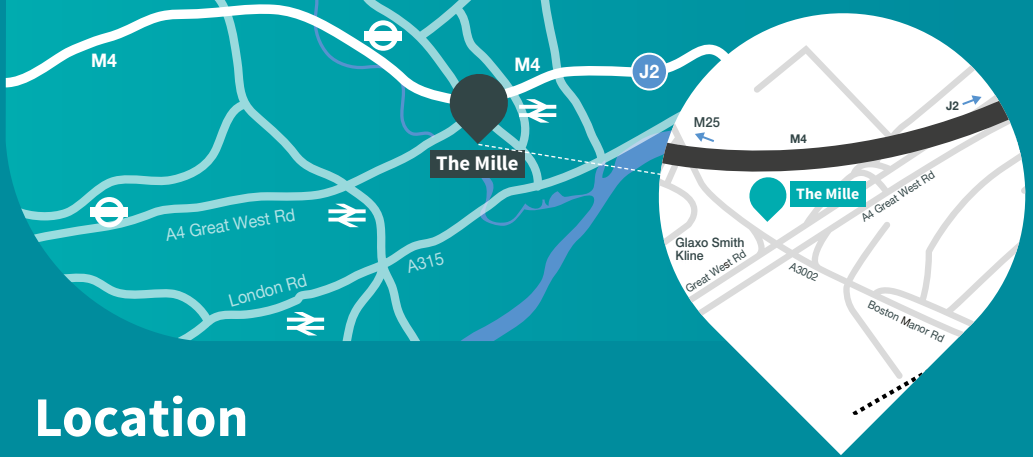 M4
M4
J2
The Mille
A4 Great West Rd
London Rd
A315
J2
M25
M4
The Mille
A4 Great West Rd
Glaxo Smith
Kline
Great West Rd
A3002
Boston Manor Rd
Location